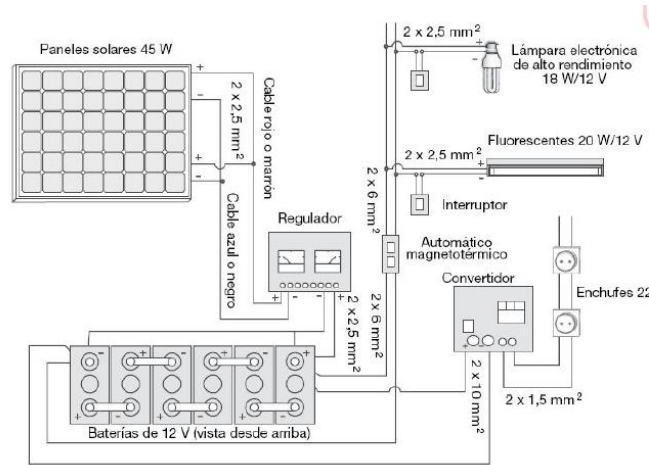 Paneles solares 45 W
+
-
+
-
2 x 2,5 mm²
Cable rojo o marrón
Cable azul o negro
2 x 2,5 mm²
+
-
Lámpara electrónica
de alto rendimiento
18 W/12 V
Fluorescentes 20 W/12 V
2 x 2,5 mm²
+
-
Interruptor
2 x 6 mm²
Regulador
+ - - +
Automático
magnetotérmico
Convertidor
+ -
Enchufes 22
2 x 2,5 mm²
2 x 6 mm²
2 x 10 mm²
2 x 1,5 mm²
- + - + - +
+ - + - + -
Baterías de 12 V (vista desde arriba)